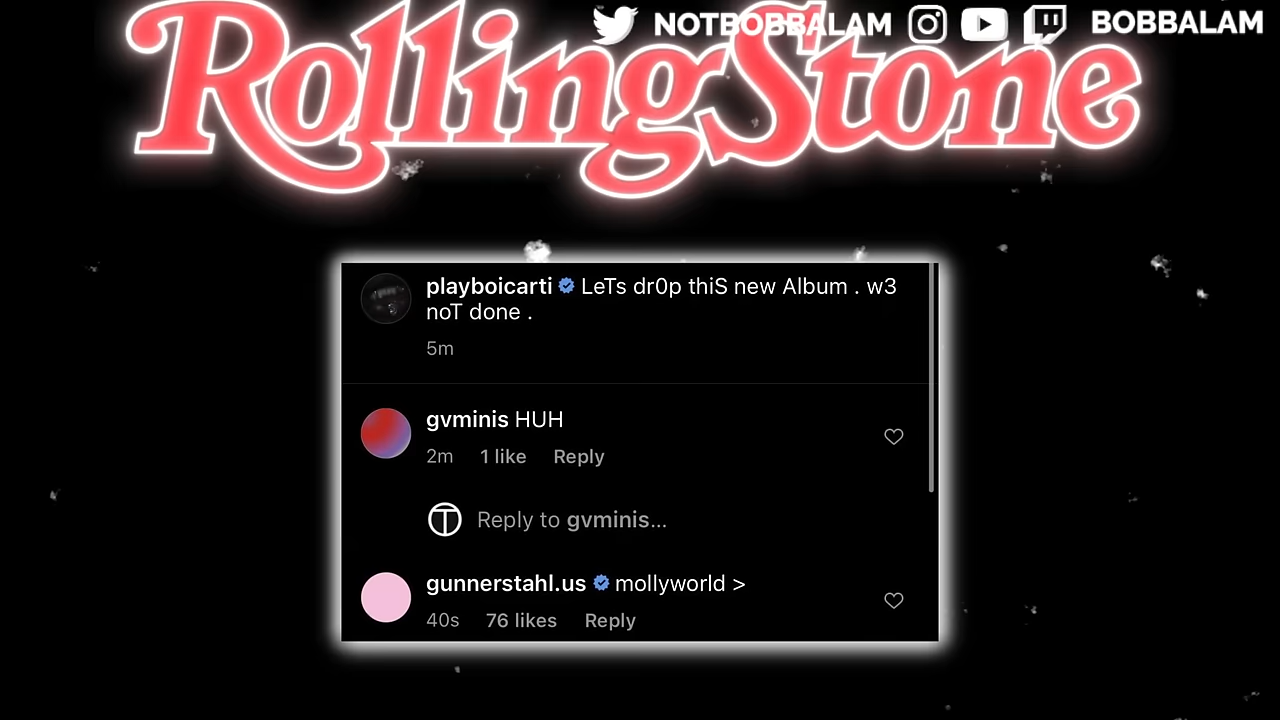 NOTBOBBALAM BOBBALAM
RollingStone
playboicarti LeTs dr0p thiS new Album . w3
noT done .
5m
gvminis HUH
2m 1 like Reply
Reply to gvminis...
gunnerstahl.us mollyworld >
40s 76 likes Reply